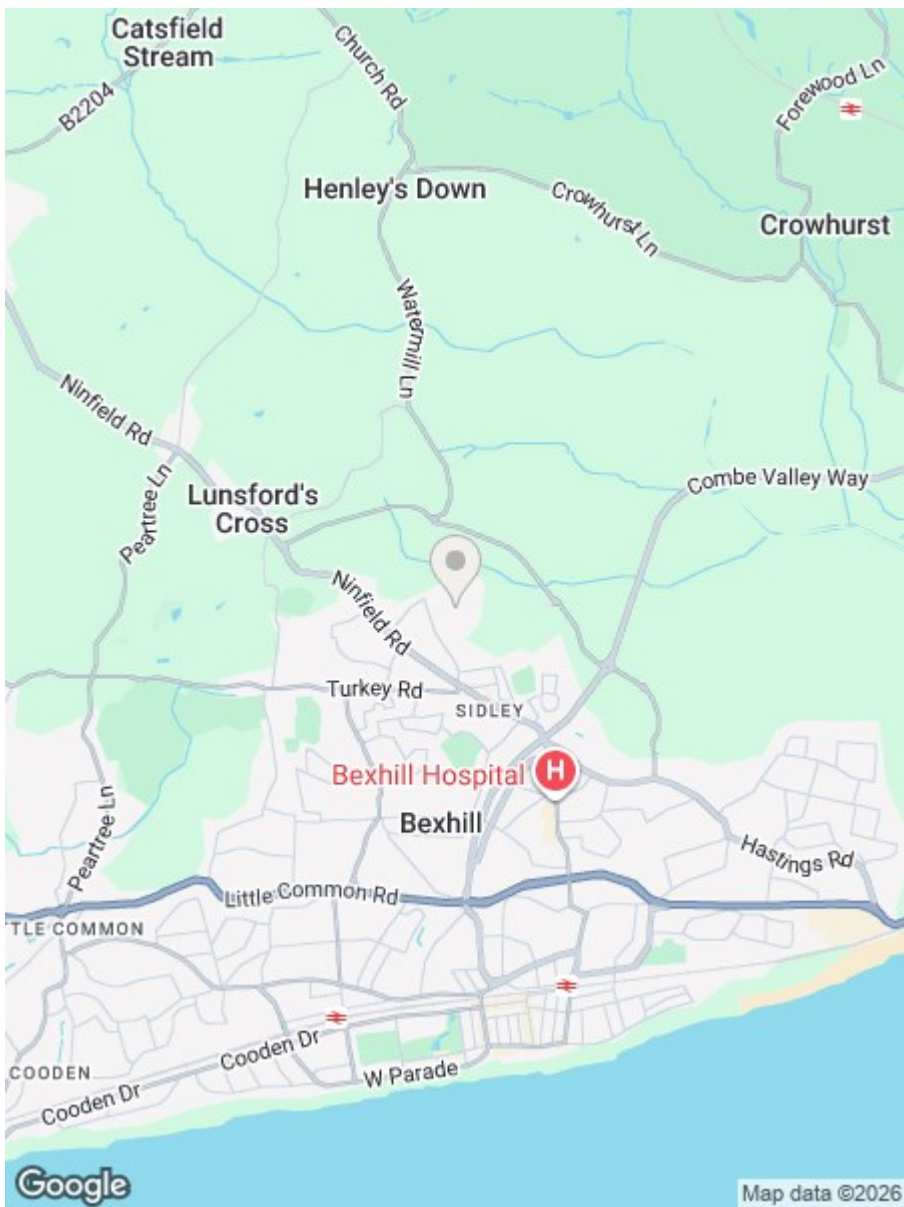 Catsfield
Stream
Church Rd
Forewood Ln
B2204
Henley's Down
Crowhurst Ln
Crowhurst
Watermill Ln
Ninfield Rd
Peartree Ln
Lunsford's
Cross
Combe Valley Way
Ninfield Rd
Turkey Rd
SIDLEY
Bexhill Hospital
H
Bexhill
Peartree Ln
Hastings Rd
Little Common Rd
TTLE COMMON
Cooden Dr
COODEN
W Parade
Cooden Dr
Google
Map data ©2026